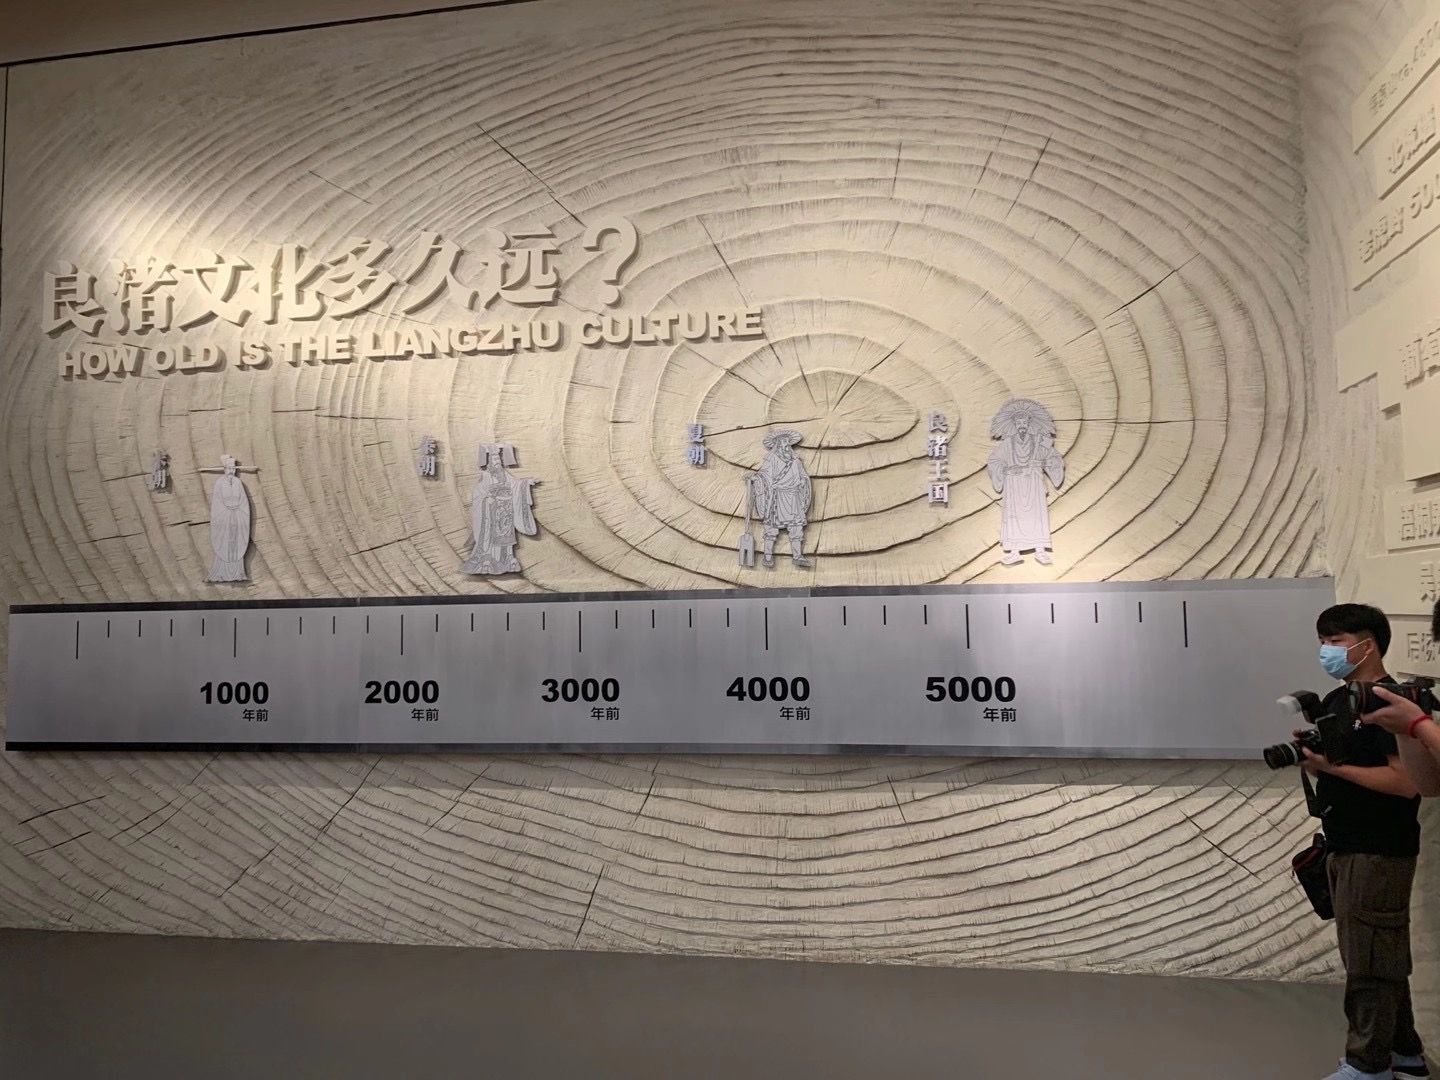 良渚文化多久远？
HOW OLD IS THE LIANGZHU CULTURE
宋朝
秦朝
夏朝
良渚王国
1000
年前
2000
年前
3000
年前
4000
年前
5000
年前